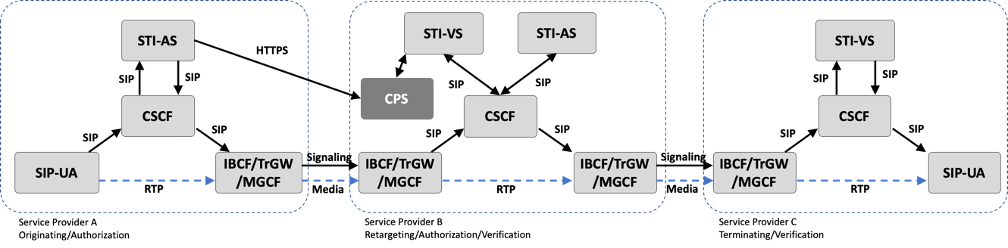 STI-AS
HTTPS
SIP
SIP
CSCF
SIP
SIP
SIP-UA
RTP
IBCF/TrGW
/MGCF
Signaling
Media
Service Provider A
Originating/Authorization
STI-VS
STI-AS
CPS
SIP
SIP
CSCF
SIP
SIP
IBCF/TrGW
/MGCF
RTP
IBCF/TrGW
/MGCF
Signaling
Media
Service Provider B
Retargeting/Authorization/Verification
STI-VS
SIP
SIP
CSCF
SIP
SIP
IBCF/TrGW
/MGCF
RTP
SIP-UA
Service Provider C
Terminating/Verification